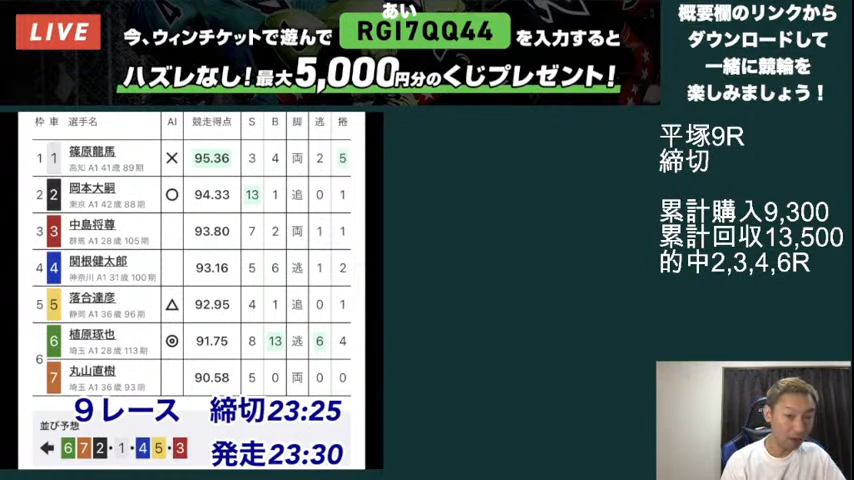 LIVE
あい
今、ウィンチケットで遊んで RGI7QQ44 を入力すると
ハズレなし!最大5,000円分のくじプレゼント!
概要欄のリンクから
ダウンロードして
一緒に競輪を
楽しみましょう!
枠 車 選手名 AI 競走得点 S B 脚 逃 捲
1 1 篠原龍馬 × 95.36 3 4 両 2 5
高知 A1 41歳 89期
2 2 岡本大嗣 ○ 94.33 13 1 追 0 1
東京 A1 42歳 88期
3 3 中島将尊 93.80 7 2 両 1 1
群馬 A1 28歳 105期
4 4 関根健太郎 93.16 5 6 逃 1 2
神奈川 A1 31歳 100期
5 5 落合達彦 △ 92.95 4 1 追 0 1
静岡 A1 36歳 96期
6 6 植原琢也 ◎ 91.75 8 13 逃 6 4
埼玉 A1 28歳 113期
7 丸山直樹 90.58 5 0 両 0 0
埼玉 A1 36歳 93期
9レース 締切23:25
並び予想
← 6 7 2・1・4 5・3
発走23:30
平塚9R
締切
累計購入9,300
累計回収13,500
的中2,3,4,6R